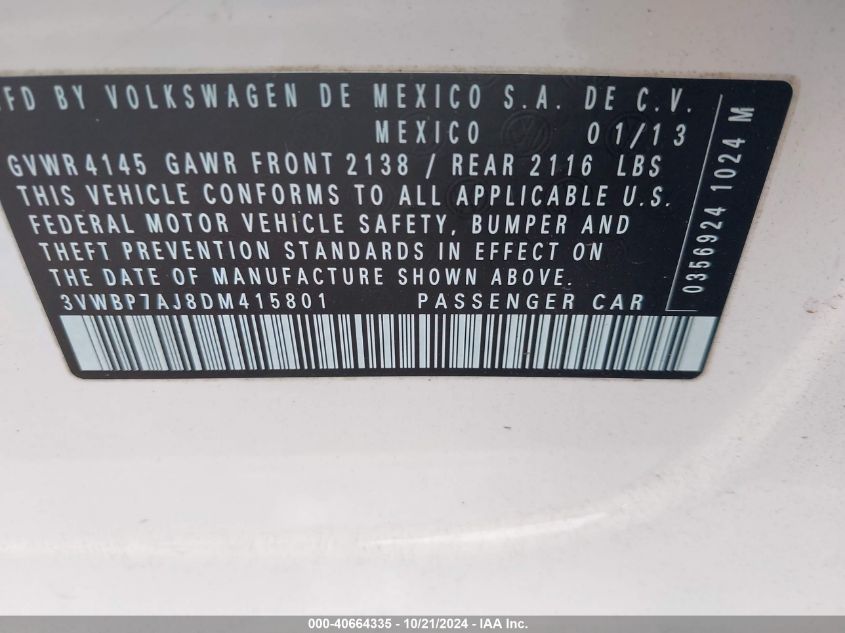 MFD BY VOLKSWAGEN DE MEXICO S.A. DE C.V.
MEXICO 01/13
GVWR 4145 GAWR FRONT 2138 / REAR 2116 LBS
THIS VEHICLE CONFORMS TO ALL APPLICABLE U.S.
FEDERAL MOTOR VEHICLE SAFETY, BUMPER AND
THEFT PREVENTION STANDARDS IN EFFECT ON
THE DATE OF MANUFACTURE SHOWN ABOVE.
3VWBP7AJ8DM415801 PASSENGER CAR
0356924 1024 M
000-40664335 - 10/21/2024 - IAA Inc.